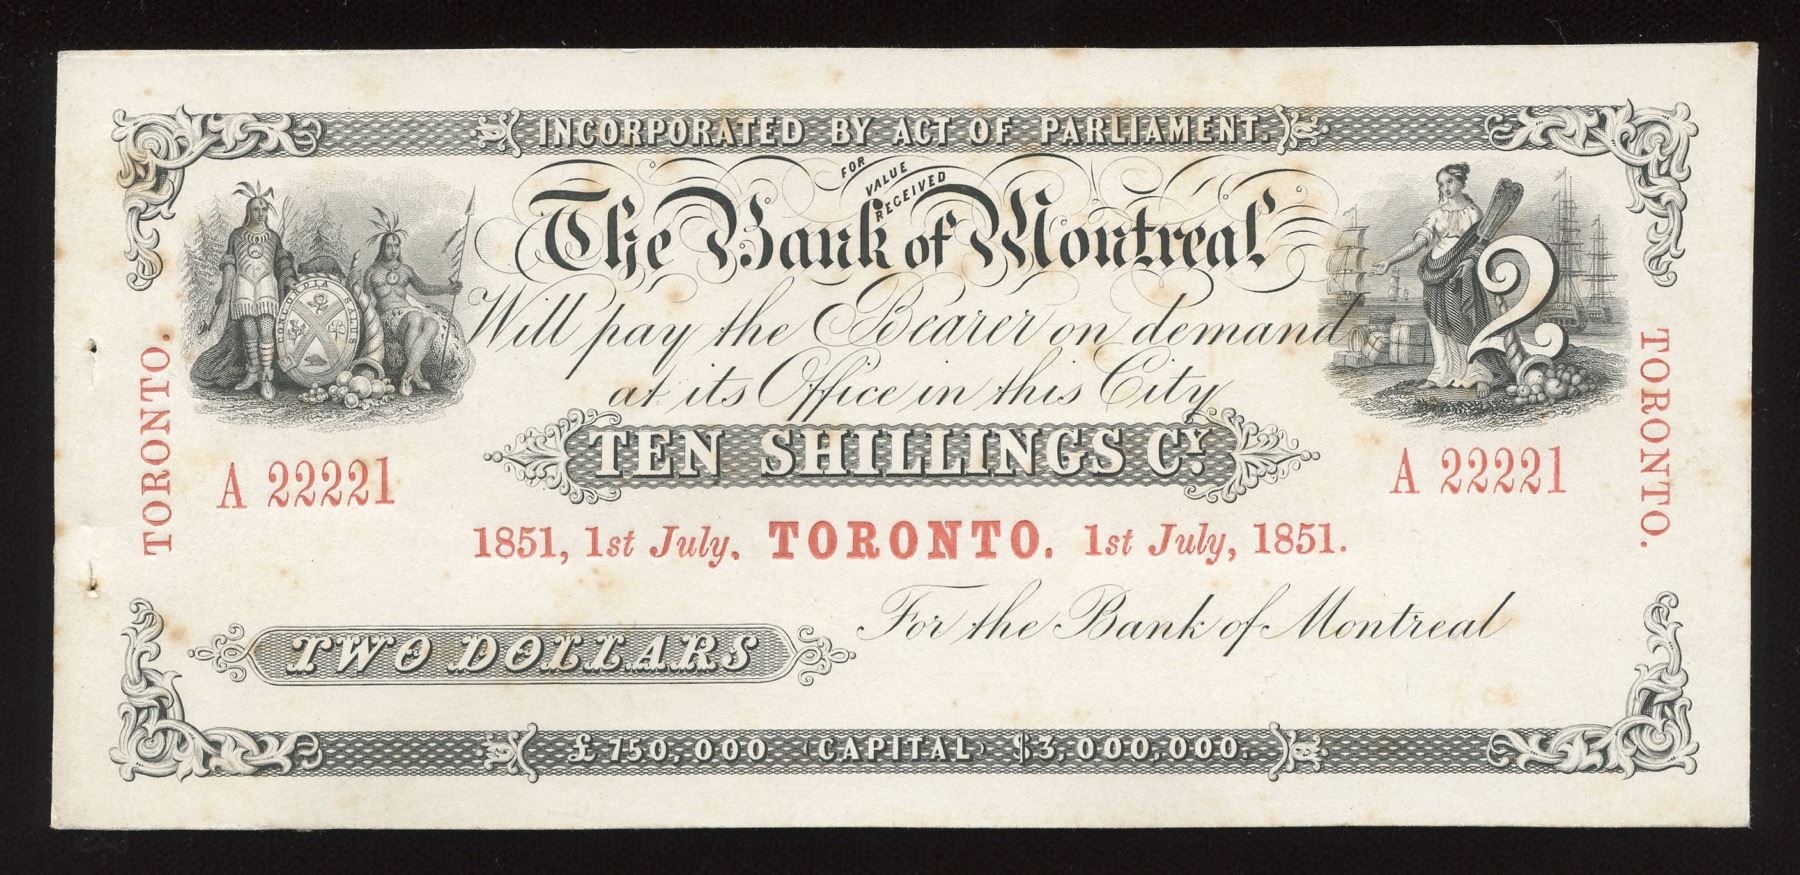 INCORPORATED BY ACT OF PARLIAMENT.
FOR
VALUE
RECEIVED
The Bank of Montreal
Will pay the Bearer on demand
at its Office in this City
TEN SHILLINGS CY.
CONCORDIA SALUS
2
TORONTO.
TORONTO.
A 22221
A 22221
1851, 1st July. TORONTO. 1st July, 1851.
For the Bank of Montreal
TWO DOLLARS
£750,000 (CAPITAL) $3,000,000.